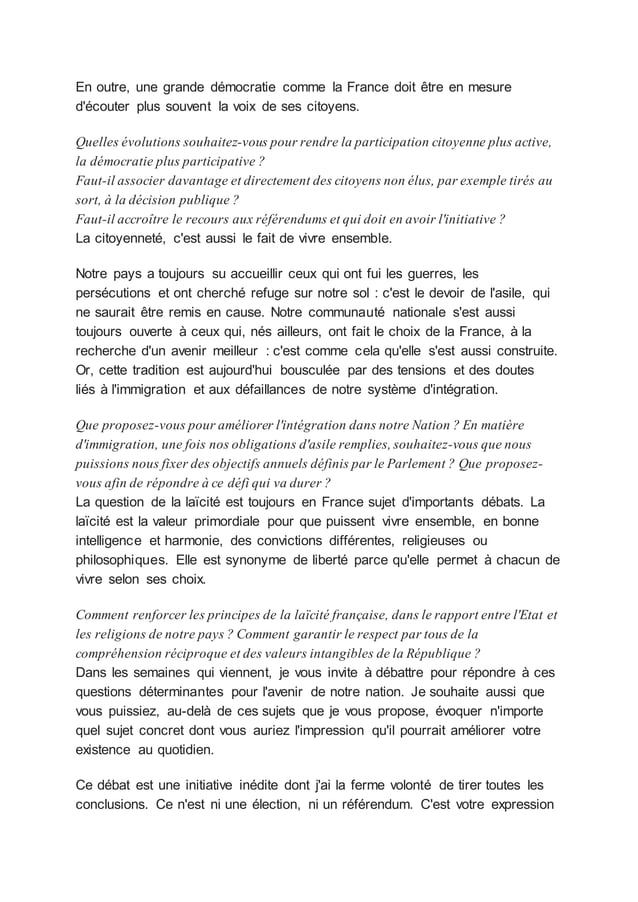 En outre, une grande démocratie comme la France doit être en mesure
d'écouter plus souvent la voix de ses citoyens.
Quelles évolutions souhaitez-vous pour rendre la participation citoyenne plus active,
la démocratie plus participative ?
Faut-il associer davantage et directement des citoyens non élus, par exemple tirés au
sort, à la décision publique ?
Faut-il accroître le recours aux référendums et qui doit en avoir l'initiative ?
La citoyenneté, c'est aussi le fait de vivre ensemble.
Notre pays a toujours su accueillir ceux qui ont fui les guerres, les
persécutions et ont cherché refuge sur notre sol : c'est le devoir de l'asile, qui
ne saurait être remis en cause. Notre communauté nationale s'est aussi
toujours ouverte à ceux qui, nés ailleurs, ont fait le choix de la France, à la
recherche d'un avenir meilleur : c'est comme cela qu'elle s'est aussi construite.
Or, cette tradition est aujourd'hui bousculée par des tensions et des doutes
liés à l'immigration et aux défaillances de notre système d'intégration.
Que proposez-vous pour améliorer l'intégration dans notre Nation ? En matière
d'immigration, une fois nos obligations d'asile remplies, souhaitez-vous que nous
puissions nous fixer des objectifs annuels définis par le Parlement ? Que proposez-
vous afin de répondre à ce défi qui va durer ?
La question de la laïcité est toujours en France sujet d'importants débats. La
laïcité est la valeur primordiale pour que puissent vivre ensemble, en bonne
intelligence et harmonie, des convictions différentes, religieuses ou
philosophiques. Elle est synonyme de liberté parce qu'elle permet à chacun de
vivre selon ses choix.
Comment renforcer les principes de la laïcité française, dans le rapport entre l'Etat et
les religions de notre pays ? Comment garantir le respect par tous de la
compréhension réciproque et des valeurs intangibles de la République ?
Dans les semaines qui viennent, je vous invite à débattre pour répondre à ces
questions déterminantes pour l'avenir de notre nation. Je souhaite aussi que
vous puissiez, au-delà de ces sujets que je vous propose, évoquer n'importe
quel sujet concret dont vous auriez l'impression qu'il pourrait améliorer votre
existence au quotidien.
Ce débat est une initiative inédite dont j'ai la ferme volonté de tirer toutes les
conclusions. Ce n'est ni une élection, ni un référendum. C'est votre expression